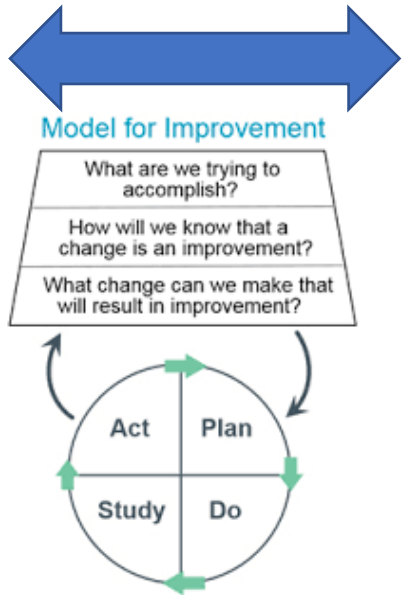 Model for Improvement
What are we trying to
accomplish?
How will we know that a
change is an improvement?
What change can we make that
will result in improvement?
Act
Plan
Study
Do